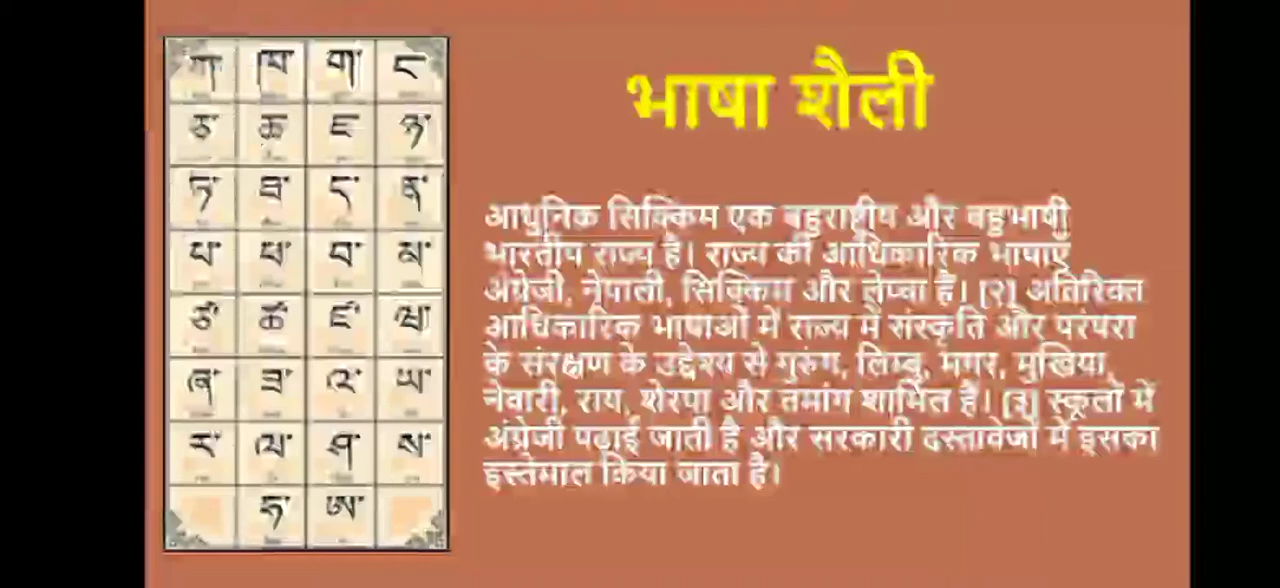 ཀ་ ཁ་ ག་ ང་
ཅ་ ཆ་ ཇ་ ཉ་
ཏ་ ཐ་ ད་ ན་
པ་ ཕ་ བ་ མ་
ཙ་ ཚ་ ཛ་ ཝ་
ཞ་ ཟ་ འ་ ཡ་
ར་ ལ་ ཤ་ ས་
ཧ་ ཨ་
भाषा शैली
आधुनिक सिक्किम एक बहुराष्ट्रीय और बहुभाषी
भारतीय राज्य है। राज्य की आधिकारिक भाषाएँ
अंग्रेजी, नेपाली, सिक्किम और लेप्चा हैं। [२] अतिरिक्त
आधिकारिक भाषाओं में राज्य में संस्कृति और परंपरा
के संरक्षण के उद्देश्य से गुरुंग, लिम्बु, मगर, मुखिया,
नेवारी, राय, शेरपा और तमांग शामिल हैं। [३] स्कूलों में
अंग्रेजी पढ़ाई जाती है और सरकारी दस्तावेजों में इसका
इस्तेमाल किया जाता है।